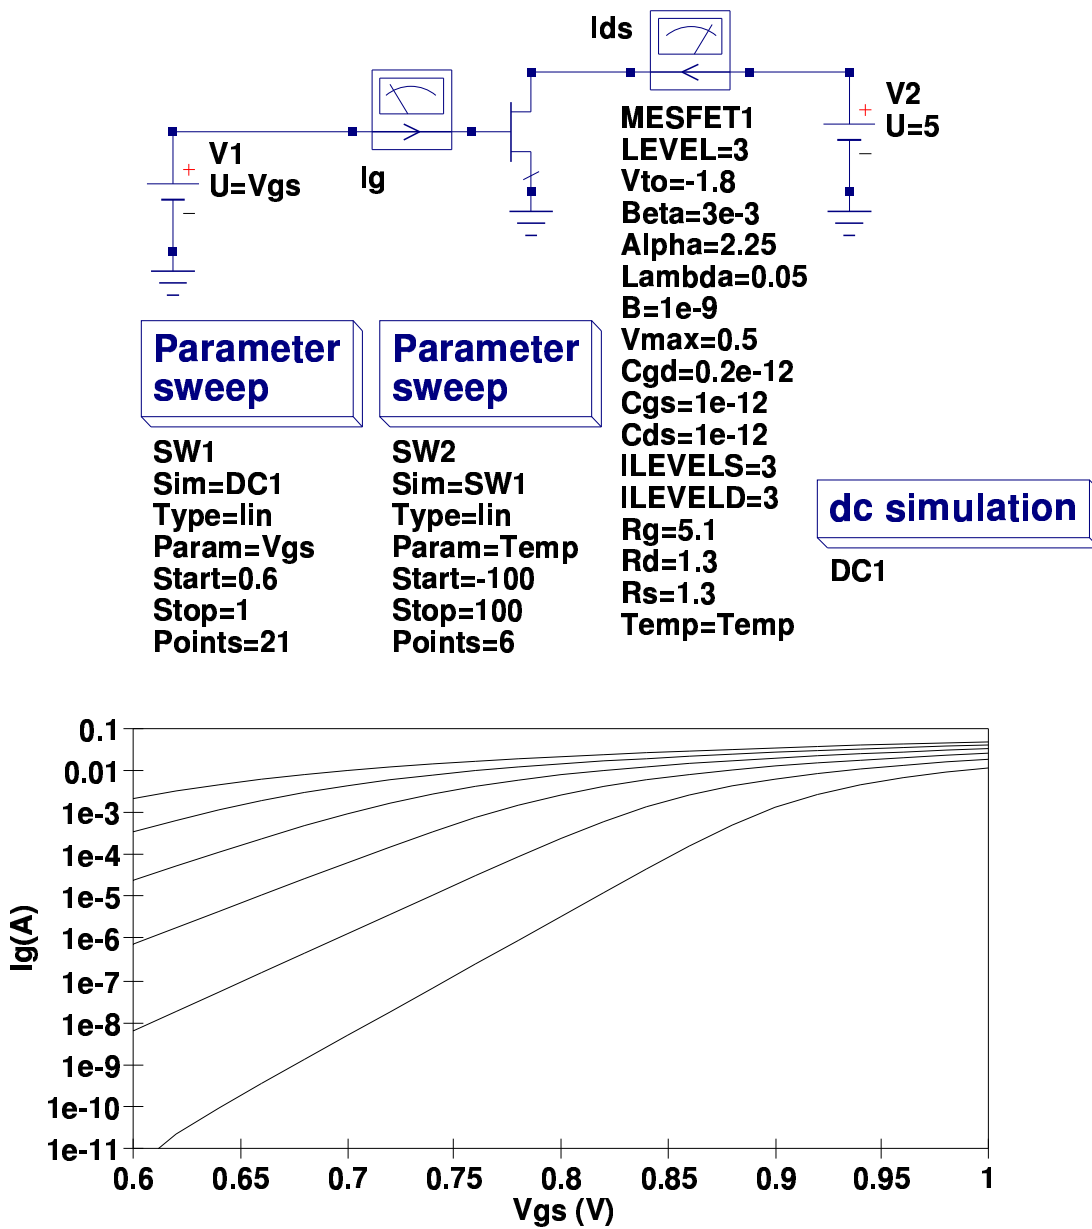 Ids
V2
U=5
V1
U=Vgs
Ig
MESFET1
LEVEL=3
Vto=-1.8
Beta=3e-3
Alpha=2.25
Lambda=0.05
B=1e-9
Vmax=0.5
Cgd=0.2e-12
Cgs=1e-12
Cds=1e-12
ILEVELS=3
ILEVELD=3
Rg=5.1
Rd=1.3
Rs=1.3
Temp=Temp
Parameter
sweep
SW1
Sim=DC1
Type=lin
Param=Vgs
Start=0.6
Stop=1
Points=21
Parameter
sweep
SW2
Sim=SW1
Type=lin
Param=Temp
Start=-100
Stop=100
Points=6
dc simulation
DC1
0.1
0.01
1e-3
1e-4
1e-5
1e-6
1e-7
1e-8
1e-9
1e-10
1e-11
Ig(A)
0.6 0.65 0.7 0.75 0.8 0.85 0.9 0.95 1
Vgs (V)